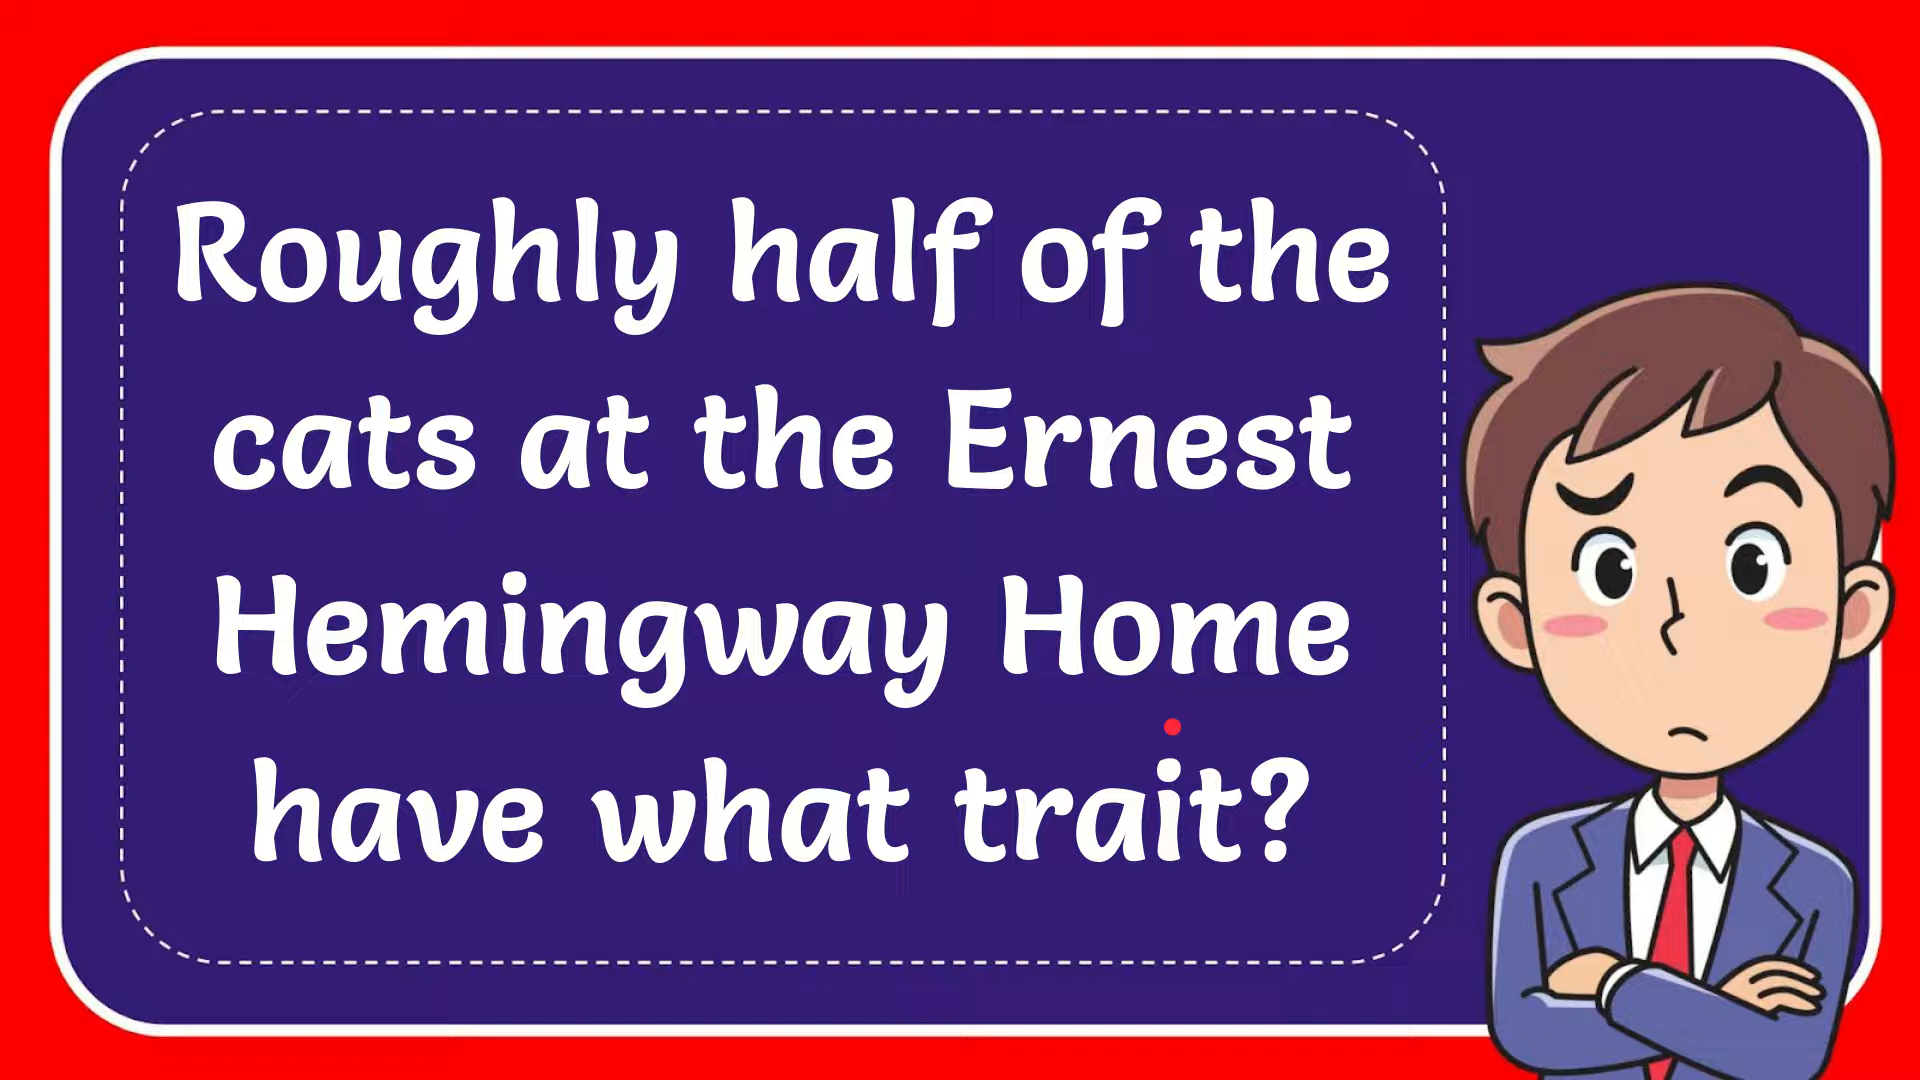 Roughly half of the
cats at the Ernest
Hemingway Home
have what trait?